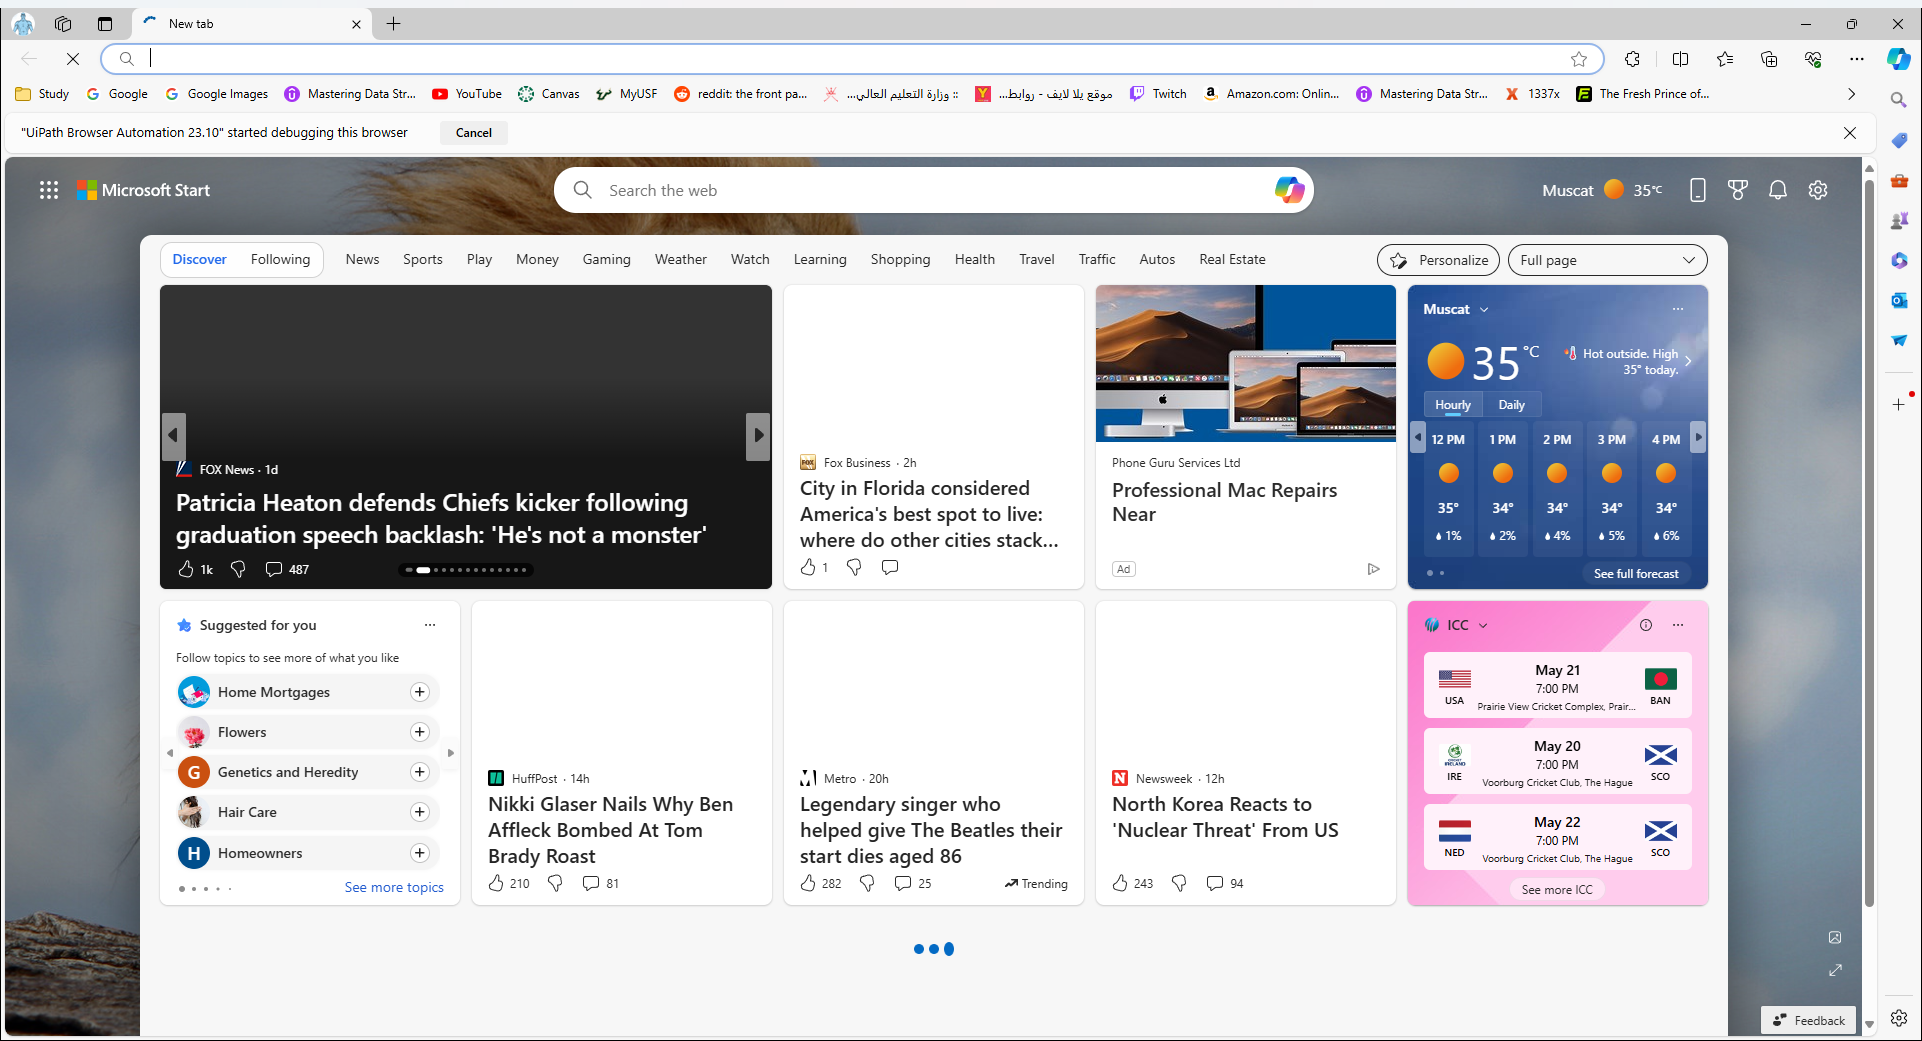 New tab
Study
Google
Google Images
Mastering Data Str...
YouTube
Canvas
MyUSF
reddit: the front pa...
:: وزارة التعليم العالي...
موقع يلا لايف - روابط...
Twitch
Amazon.com: Onlin...
Mastering Data Str...
1337x
The Fresh Prince of...
"UiPath Browser Automation 23.10" started debugging this browser
Cancel
Microsoft Start
Search the web
Muscat
35°C
Discover
Following
News
Sports
Play
Money
Gaming
Weather
Watch
Learning
Shopping
Health
Travel
Traffic
Autos
Real Estate
Personalize
Full page
FOX News · 1d
Patricia Heaton defends Chiefs kicker following
graduation speech backlash: 'He's not a monster'
1k
487
FOX
Fox Business · 2h
City in Florida considered
America's best spot to live:
where do other cities stack...
1
Phone Guru Services Ltd
Professional Mac Repairs
Near
Ad
Muscat
35 °C
Hot outside. High
35° today.
Hourly
Daily
12 PM 1 PM 2 PM 3 PM 4 PM
35° 34° 34° 34° 34°
1% 2% 4% 5% 6%
See full forecast
Suggested for you
Follow topics to see more of what you like
Home Mortgages
Flowers
G Genetics and Heredity
Hair Care
H Homeowners
See more topics
HuffPost · 14h
Nikki Glaser Nails Why Ben
Affleck Bombed At Tom
Brady Roast
210
81
Metro · 20h
Legendary singer who
helped give The Beatles their
start dies aged 86
282
25
Trending
N Newsweek · 12h
North Korea Reacts to
'Nuclear Threat' From US
243
94
ICC
May 21
7:00 PM
USA
Prairie View Cricket Complex, Prair...
BAN
May 20
7:00 PM
IRE
Voorburg Cricket Club, The Hague
SCO
May 22
7:00 PM
NED
Voorburg Cricket Club, The Hague
SCO
See more ICC
Feedback